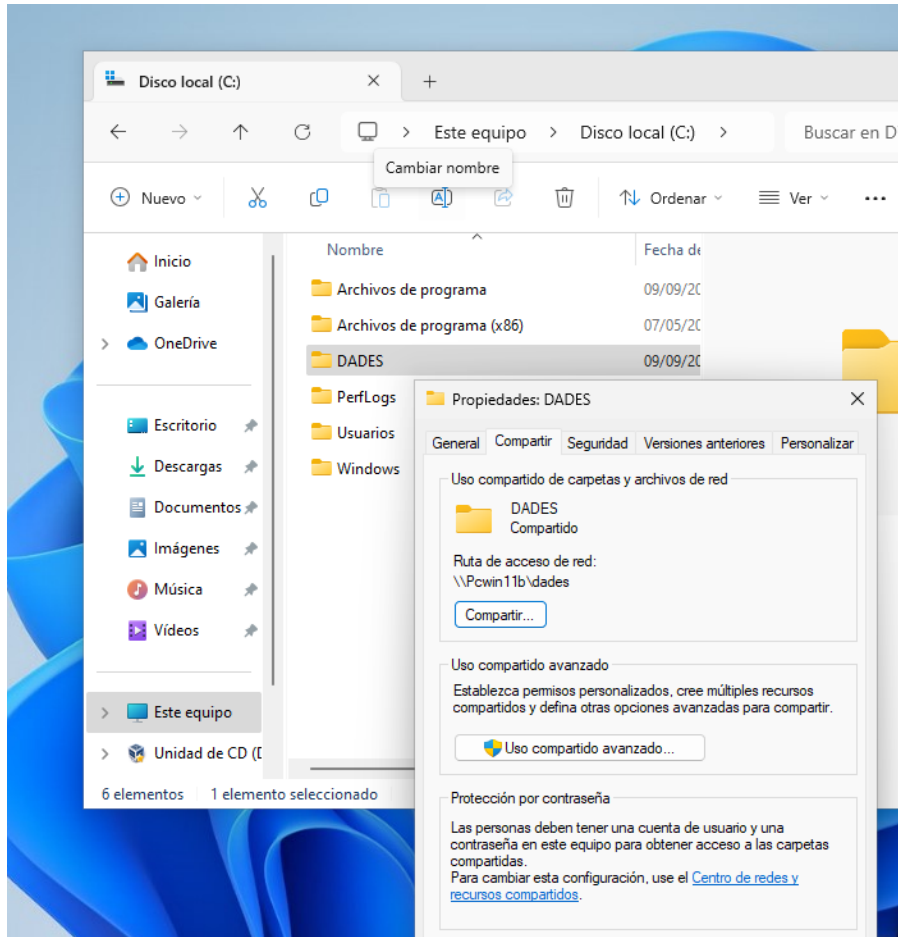 Disco local (C:)
Este equipo > Disco local (C:) >
Buscar en D
Cambiar nombre
Nuevo
Ordenar
Ver
Nombre
Fecha de
Inicio
Galería
OneDrive
Escritorio
Descargas
Documentos
Imágenes
Música
Vídeos
Este equipo
Unidad de CD (D
Archivos de programa 09/09/20
Archivos de programa (x86) 07/05/20
DADES 09/09/20
PerfLogs
Usuarios
Windows
6 elementos 1 elemento seleccionado
Propiedades: DADES
General Compartir Seguridad Versiones anteriores Personalizar
Uso compartido de carpetas y archivos de red
DADES
Compartido
Ruta de acceso de red:
\\Pcwin11b\dades
Compartir...
Uso compartido avanzado
Establezca permisos personalizados, cree múltiples recursos
compartidos y defina otras opciones avanzadas para compartir.
Uso compartido avanzado...
Protección por contraseña
Las personas deben tener una cuenta de usuario y una
contraseña en este equipo para obtener acceso a las carpetas
compartidas.
Para cambiar esta configuración, use el Centro de redes y
recursos compartidos.